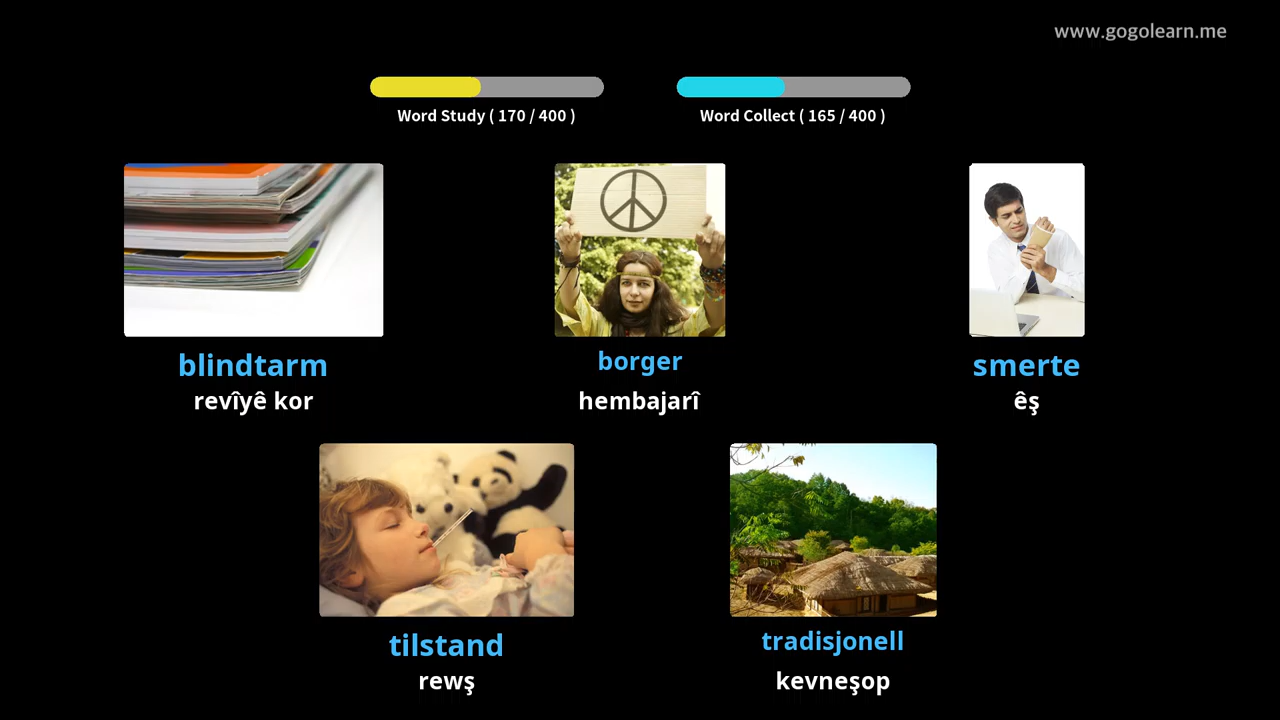 www.gogolearn.me
Word Study ( 170 / 400 )
Word Collect ( 165 / 400 )
blindtarm
revîyê kor
borger
hembajarî
smerte
êş
tilstand
rewş
tradisjonell
kevneşop